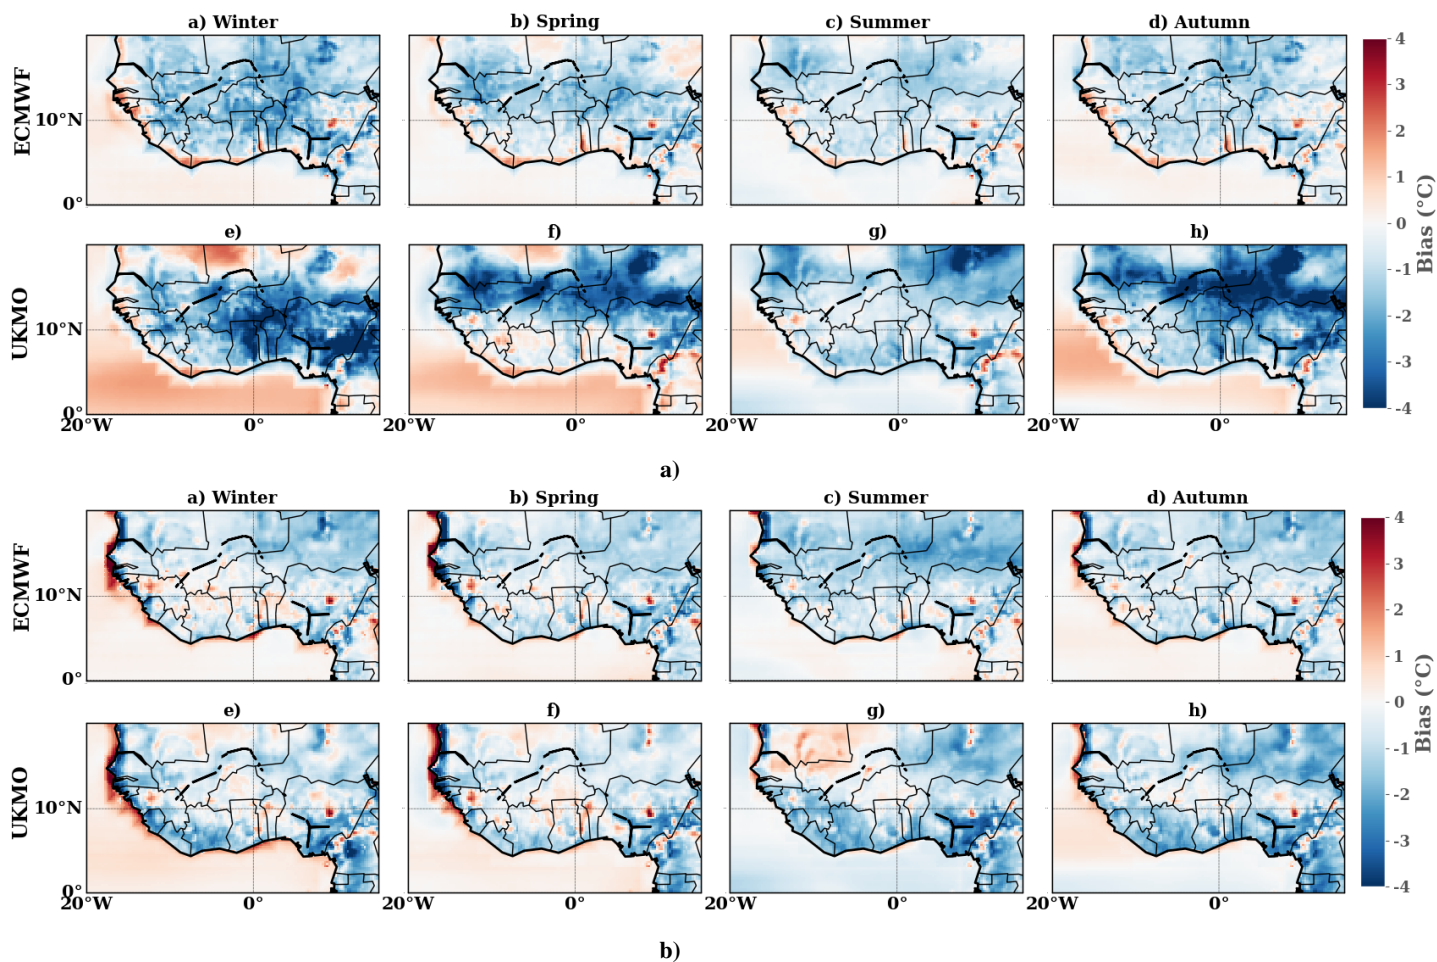 a) Winter b) Spring c) Summer d) Autumn
ECMWF
10°N
0°
4
3
2
1
0
-1
-2
-3
-4
Bias (°C)
e) f) g) h)
UKMO
10°N
0°
20°W 0° 20°W 0° 20°W 0° 20°W 0°
a)
a) Winter b) Spring c) Summer d) Autumn
ECMWF
10°N
0°
4
3
2
1
0
-1
-2
-3
-4
Bias (°C)
e) f) g) h)
UKMO
10°N
0°
20°W 0° 20°W 0° 20°W 0° 20°W 0°
b)